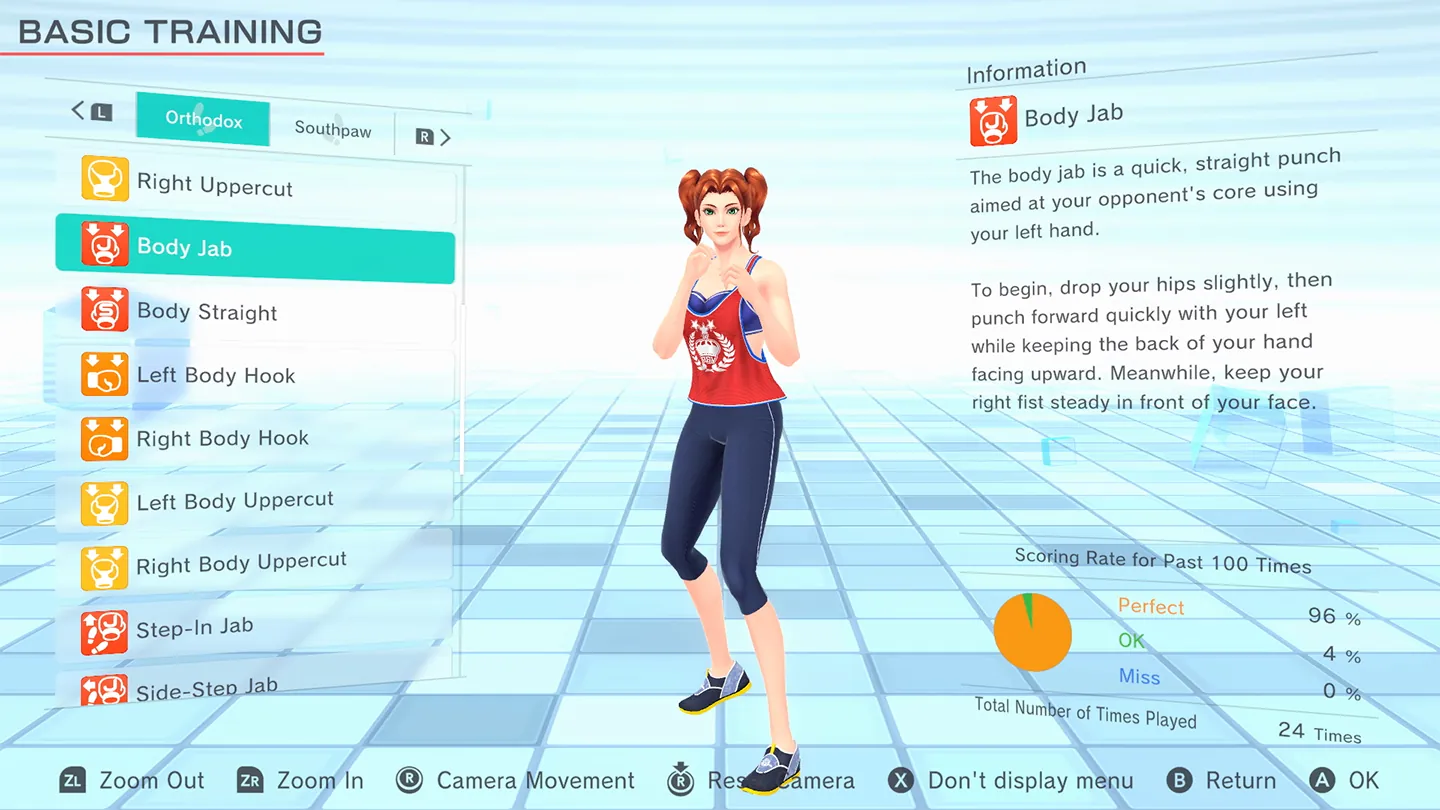 BASIC TRAINING
L
Orthodox
Southpaw
R
Right Uppercut
J Body Jab
S Body Straight
Left Body Hook
Right Body Hook
Left Body Uppercut
Right Body Uppercut
J Step-In Jab
J Side-Step Jab
Information
J Body Jab
The body jab is a quick, straight punch
aimed at your opponent's core using
your left hand.
To begin, drop your hips slightly, then
punch forward quickly with your left
while keeping the back of your hand
facing upward. Meanwhile, keep your
right fist steady in front of your face.
Scoring Rate for Past 100 Times
Perfect 96 %
OK 4 %
Miss 0 %
Total Number of Times Played 24 Times
ZL Zoom Out ZR Zoom In R Camera Movement R Camera X Don't display menu B Return A OK